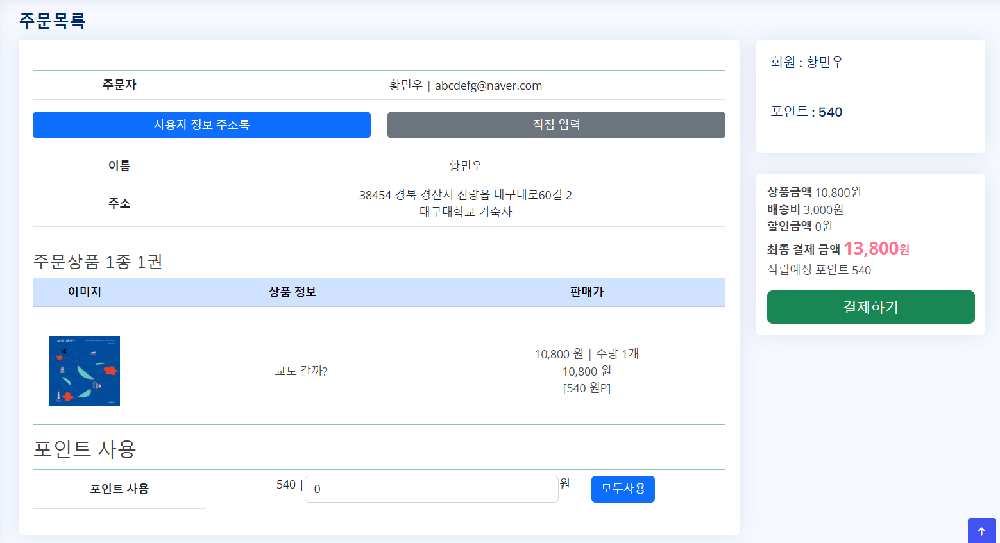 주문목록
주문자 황민우 | abcdefg@naver.com
사용자 정보 주소록 직접 입력
이름 황민우
주소 38454 경북 경산시 진량읍 대구대로60길 2
대구대학교 기숙사
주문상품 1종 1권
이미지 상품 정보 판매가
교토 갈까?
교토 갈까?
10,800 원 | 수량 1개
10,800 원
[540 원P]
포인트 사용
포인트 사용 540 | 0 원 모두사용
회원 : 황민우
포인트 : 540
상품금액 10,800원
배송비 3,000원
할인금액 0원
최종 결제 금액 13,800원
적립예정 포인트 540
결제하기